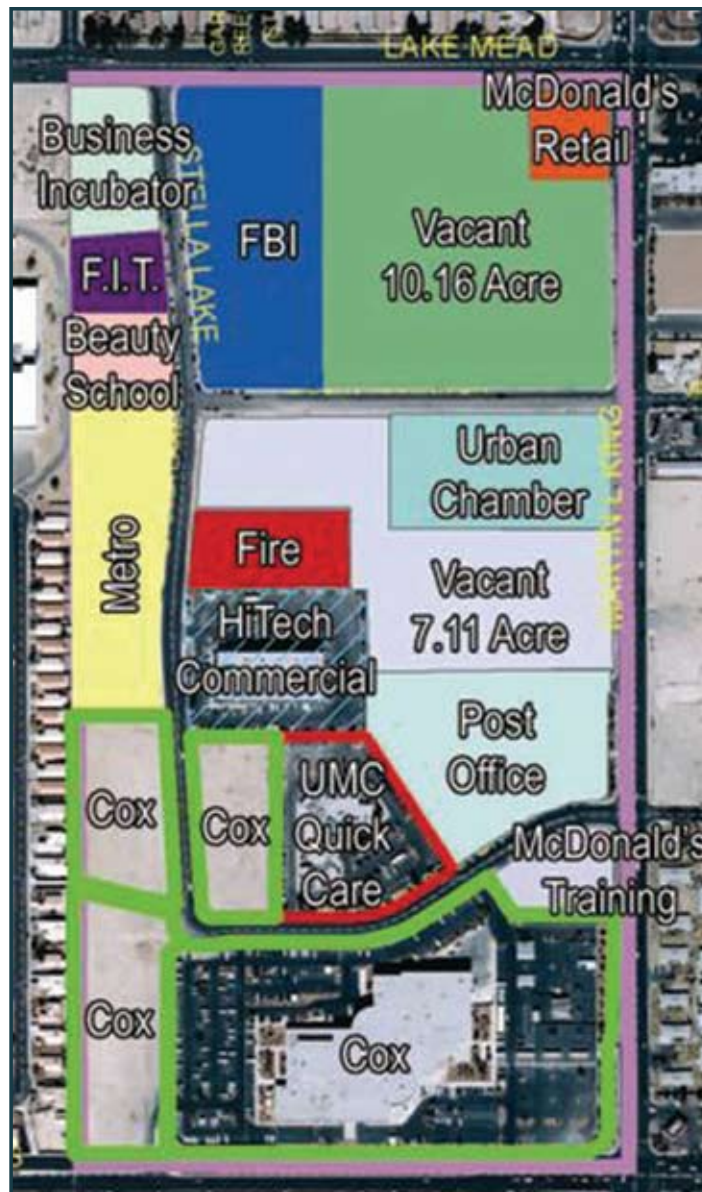 LAKE MEAD
McDonald's
Retail
Business
Incubator
STELLA LAKE
FBI
Vacant
10.16 Acre
F.I.T.
Beauty
School
MARTIN L KING
Urban
Chamber
Metro
Fire
Vacant
7.11 Acre
HiTech
Commercial
Post
Office
Cox
Cox
UMC
Quick
Care
McDonald's
Training
Cox
Cox